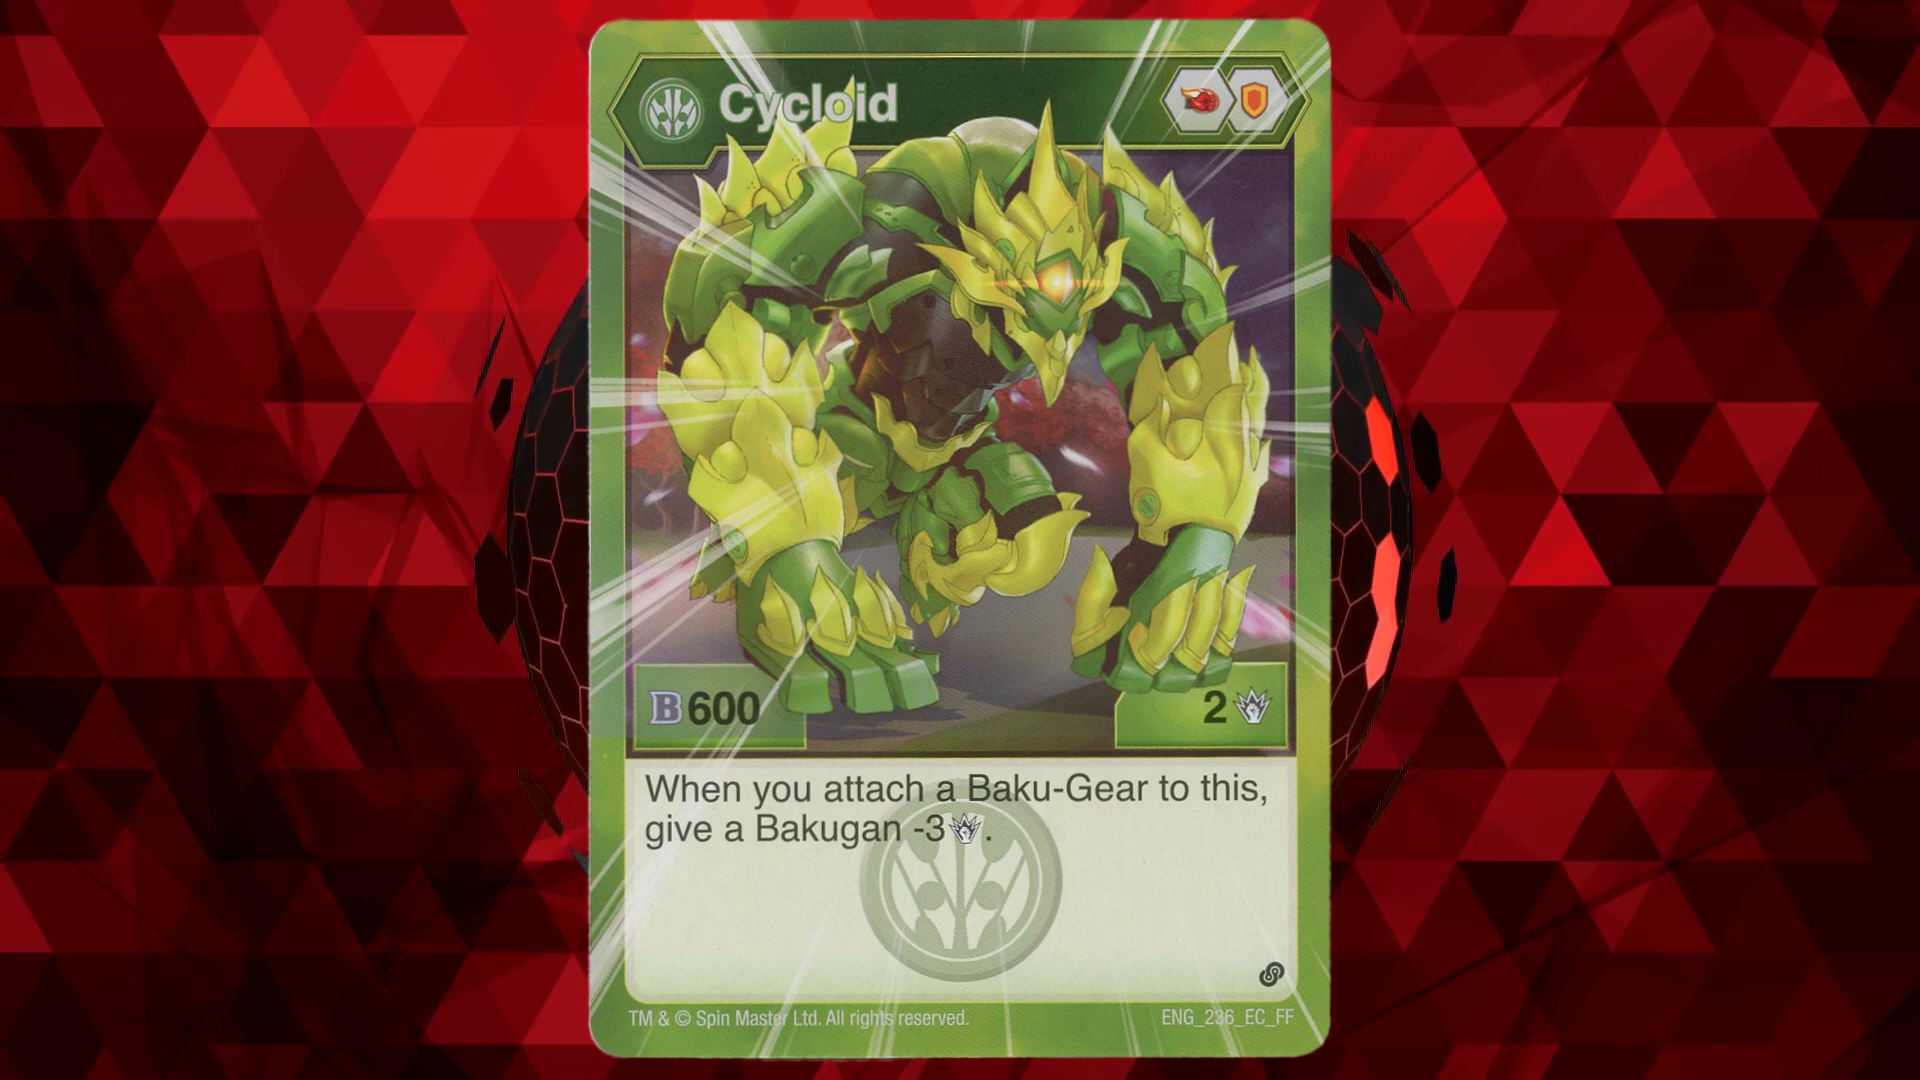 Cycloid
B 600
2
When you attach a Baku-Gear to this,
give a Bakugan -3.
TM & © Spin Master Ltd. All rights reserved.
ENG_236_EC_FF